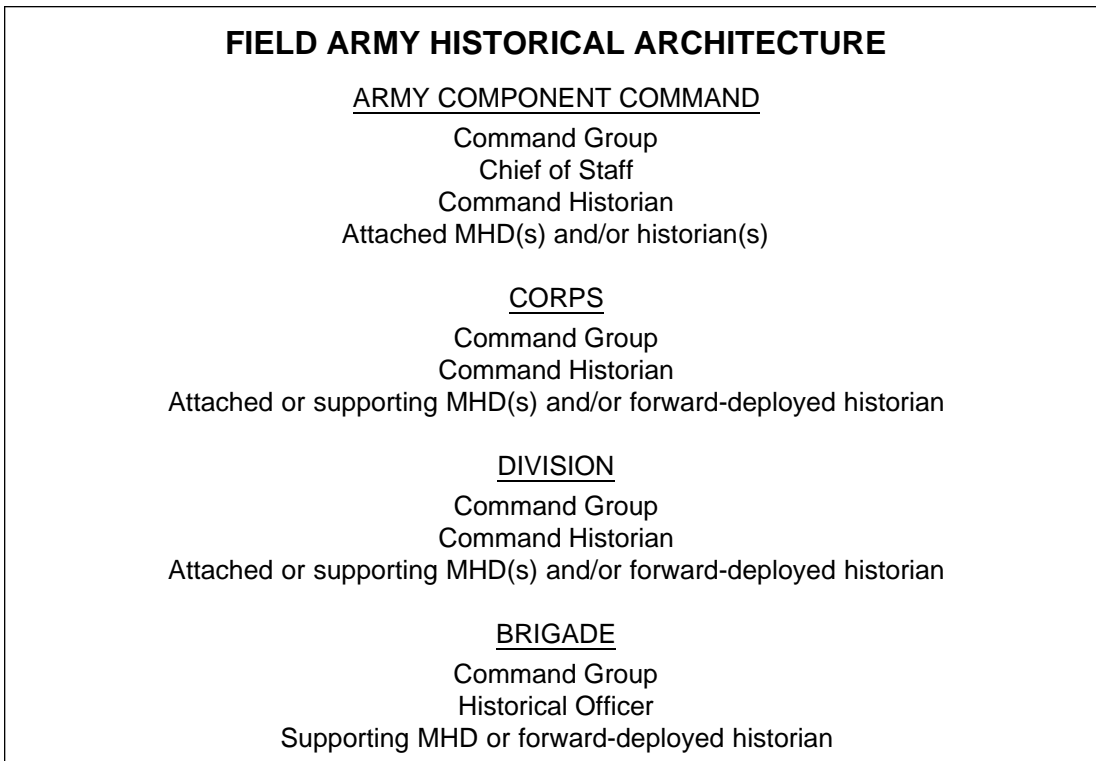 FIELD ARMY HISTORICAL ARCHITECTURE
ARMY COMPONENT COMMAND
Command Group
Chief of Staff
Command Historian
Attached MHD(s) and/or historian(s)
CORPS
Command Group
Command Historian
Attached or supporting MHD(s) and/or forward-deployed historian
DIVISION
Command Group
Command Historian
Attached or supporting MHD(s) and/or forward-deployed historian
BRIGADE
Command Group
Historical Officer
Supporting MHD or forward-deployed historian